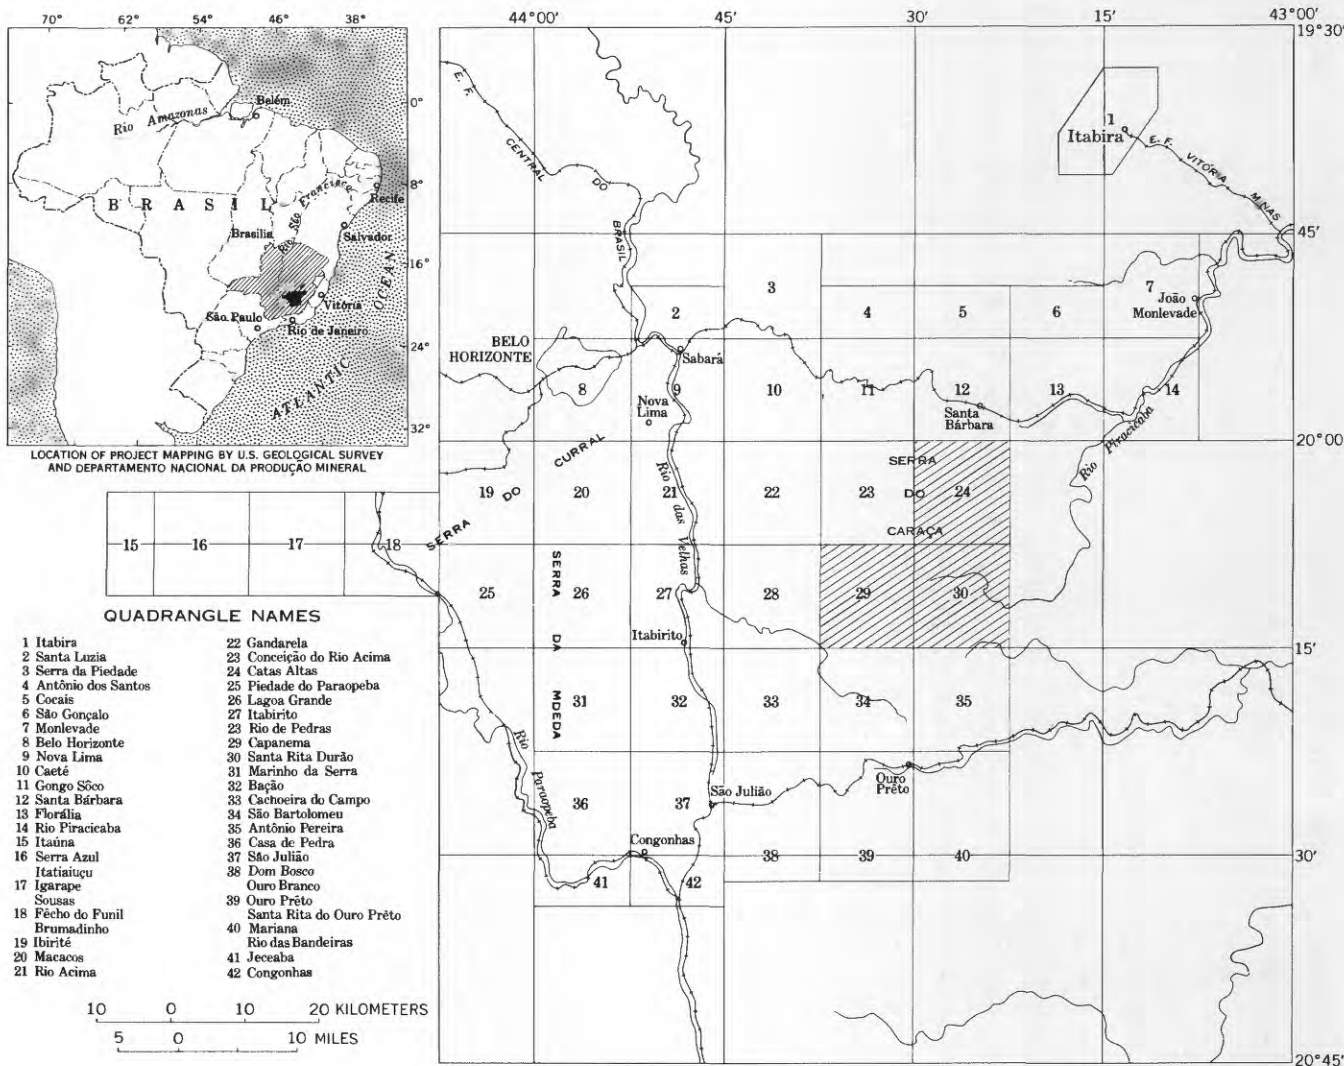 70° 62° 54° 46° 38°
0°
8°
16°
24°
32°
Belém
Rio Amazonas
BRASIL
Rio São Francisco
Recife
Brasília
Salvador
Vitória
São Paulo
Rio de Janeiro
ATLANTIC OCEAN
LOCATION OF PROJECT MAPPING BY U.S. GEOLOGICAL SURVEY
AND DEPARTAMENTO NACIONAL DA PRODUÇÃO MINERAL
44°00′ 45′ 30′ 15′ 43°00′
19°30′
E. F. CENTRAL DO BRASIL
1
Itabira
E. F. VITÓRIA MINAS
45′
3
7
João
Monlevade
2
4
5
6
BELO
HORIZONTE
Sabará
8
9
10
11
12
13
14
Nova
Lima
Santa
Bárbara
Rio Piracicaba
20°00′
SERRA DO CURRAL
SERRA
DO
CARAÇA
19
20
21
22
23
24
Rio das Velhas
15
16
17
18
25
26
27
28
29
30
SERRA DA MDEDA
Itabirito
15′
31
32
33
34
35
Rio Paraopeba
São Julião
Ouro
Prêto
36
37
Congonhas
38
39
40
30′
41
42
20°45′
QUADRANGLE NAMES
1 Itabira
2 Santa Luzia
3 Serra da Piedade
4 Antônio dos Santos
5 Cocais
6 São Gonçalo
7 Monlevade
8 Belo Horizonte
9 Nova Lima
10 Caeté
11 Gongo Sôco
12 Santa Bárbara
13 Florália
14 Rio Piracicaba
15 Itaúna
16 Serra Azul
Itatiaiuçu
17 Igarape
Sousas
18 Fêcho do Funil
Brumadinho
19 Ibirité
20 Macacos
21 Rio Acima
22 Gandarela
23 Conceição do Rio Acima
24 Catas Altas
25 Piedade do Paraopeba
26 Lagoa Grande
27 Itabirito
23 Rio de Pedras
29 Capanema
30 Santa Rita Durão
31 Marinho da Serra
32 Bação
33 Cachoeira do Campo
34 São Bartolomeu
35 Antônio Pereira
36 Casa de Pedra
37 São Julião
38 Dom Bosco
Ouro Branco
39 Ouro Prêto
Santa Rita do Ouro Prêto
40 Mariana
Rio das Bandeiras
41 Jeceaba
42 Congonhas
10 0 10 20 KILOMETERS
5 0 10 MILES